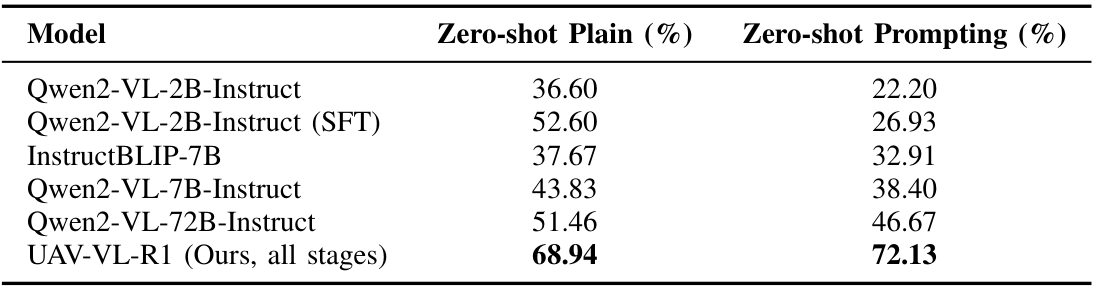 Model Zero-shot Plain (%) Zero-shot Prompting (%)
Qwen2-VL-2B-Instruct 36.60 22.20
Qwen2-VL-2B-Instruct (SFT) 52.60 26.93
InstructBLIP-7B 37.67 32.91
Qwen2-VL-7B-Instruct 43.83 38.40
Qwen2-VL-72B-Instruct 51.46 46.67
UAV-VL-R1 (Ours, all stages) 68.94 72.13